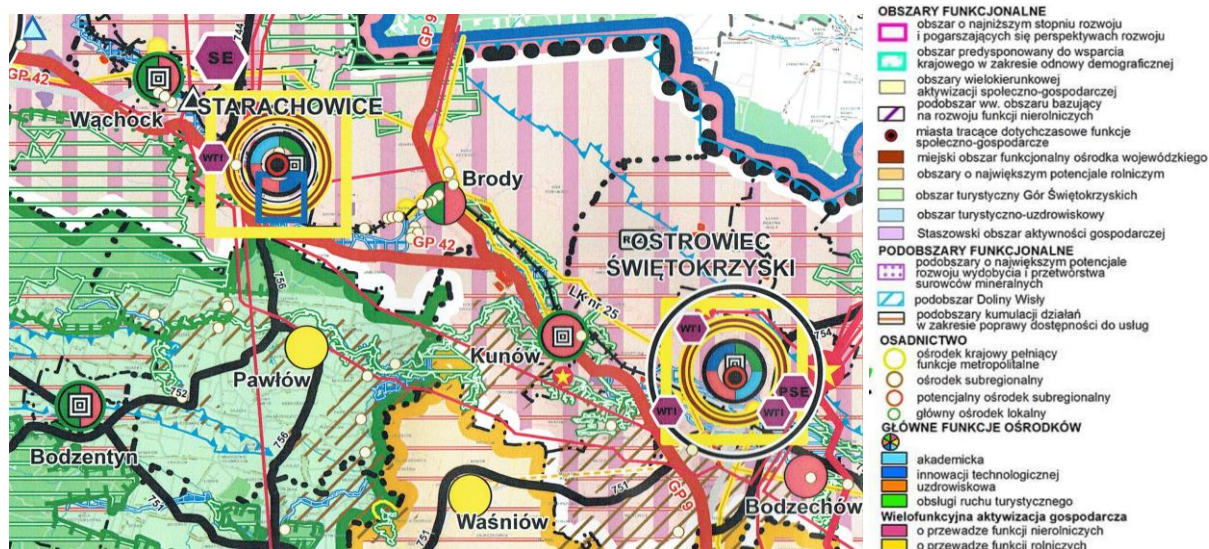 744
GP 9
GP 42
SE
STARACHOWICE
Wąchock
WTI
Brody
GP 42
OSTROWIEC
ŚWIĘTOKRZYSKI
LK nr 25
756
754
WTI
Kunów
Pawłów
752
PSE
WTI
WTI
Bodzentyn
756
751
GP 9
Bodzechów
Waśniów
751
OBSZARY FUNKCJONALNE
obszar o najniższym stopniu rozwoju
i pogarszających się perspektywach rozwoju
obszar predysponowany do wsparcia
krajowego w zakresie odnowy demograficznej
obszary wielokierunkowej
aktywizacji społeczno-gospodarczej
podobszar ww. obszaru bazujący
na rozwoju funkcji nierolniczych
miasta tracące dotychczasowe funkcje
społeczno-gospodarcze
miejski obszar funkcjonalny ośrodka wojewódzkiego
obszary o największym potencjale rolniczym
obszar turystyczny Gór Świętokrzyskich
obszar turystyczno-uzdrowiskowy
Staszowski obszar aktywności gospodarczej
PODOBSZARY FUNKCJONALNE
podobszary o największym potencjale
rozwoju wydobycia i przetwórstwa
surowców mineralnych
podobszar Doliny Wisły
podobszary kumulacji działań
w zakresie poprawy dostępności do usług
OSADNICTWO
ośrodek krajowy pełniący
funkcje metropolitalne
ośrodek subregionalny
potencjalny ośrodek subregionalny
główny ośrodek lokalny
GŁÓWNE FUNKCJE OŚRODKÓW
akademicka
innowacji technologicznej
uzdrowiskowa
obsługi ruchu turystycznego
Wielofunkcyjna aktywizacja gospodarcza
o przewadze funkcji nierolniczych
o przewadze funkcji rolniczych